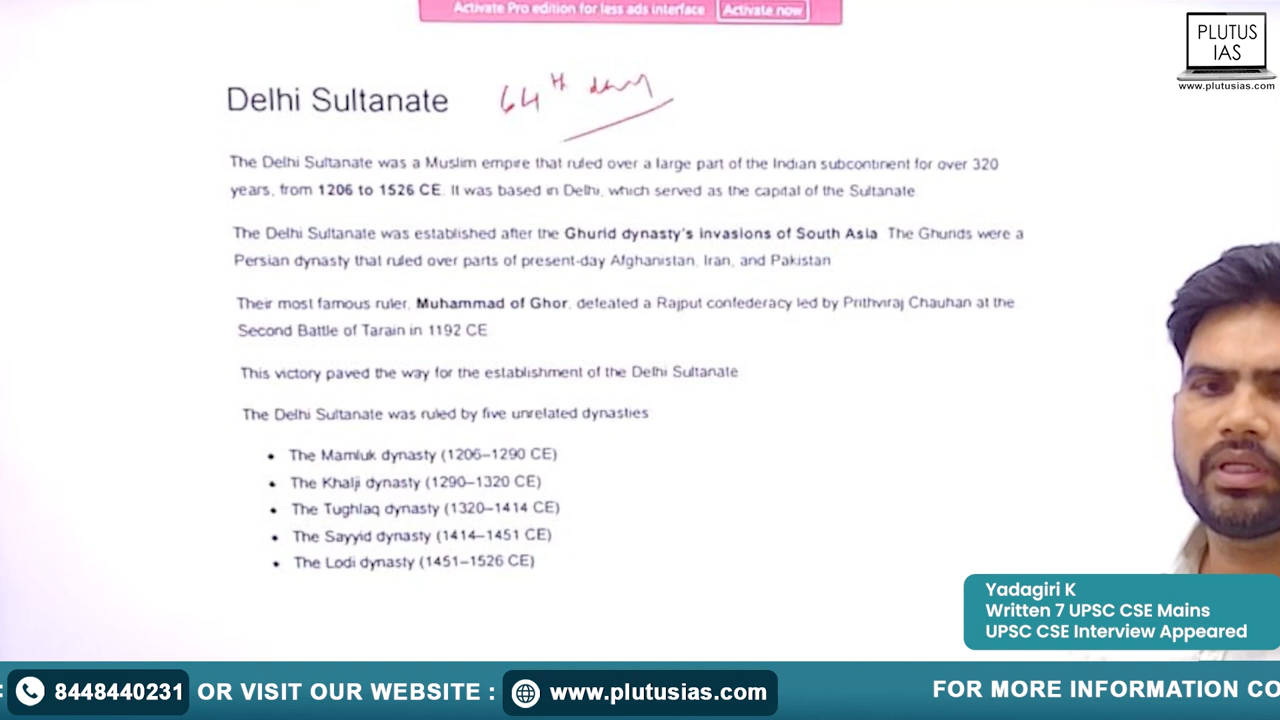 Activate Pro edition for less ads interface Activate now
PLUTUS
IAS
www.plutusias.com
Delhi Sultanate 64th day
The Delhi Sultanate was a Muslim empire that ruled over a large part of the Indian subcontinent for over 320
years, from 1206 to 1526 CE. It was based in Delhi, which served as the capital of the Sultanate
The Delhi Sultanate was established after the Ghurid dynasty's invasions of South Asia The Ghurids were a
Persian dynasty that ruled over parts of present-day Afghanistan, Iran, and Pakistan
Their most famous ruler, Muhammad of Ghor, defeated a Rajput confederacy led by Prithviraj Chauhan at the
Second Battle of Tarain in 1192 CE
This victory paved the way for the establishment of the Delhi Sultanate
The Delhi Sultanate was ruled by five unrelated dynasties
• The Mamluk dynasty (1206–1290 CE)
• The Khalji dynasty (1290–1320 CE)
• The Tughlaq dynasty (1320–1414 CE)
• The Sayyid dynasty (1414–1451 CE)
• The Lodi dynasty (1451–1526 CE)
Yadagiri K
Written 7 UPSC CSE Mains
UPSC CSE Interview Appeared
: 8448440231 OR VISIT OUR WEBSITE : www.plutusias.com FOR MORE INFORMATION CO